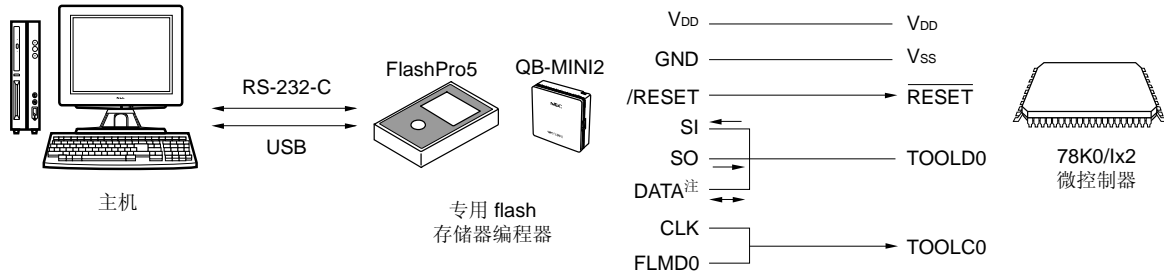 RS-232-C
USB
主机
FlashPro5
QB-MINI2
专用 flash
存储器编程器
VDD
VDD
GND
VSS
/RESET
RESET
SI
SO
TOOLD0
DATA注
CLK
TOOLC0
FLMD0
78K0/Ix2
微控制器